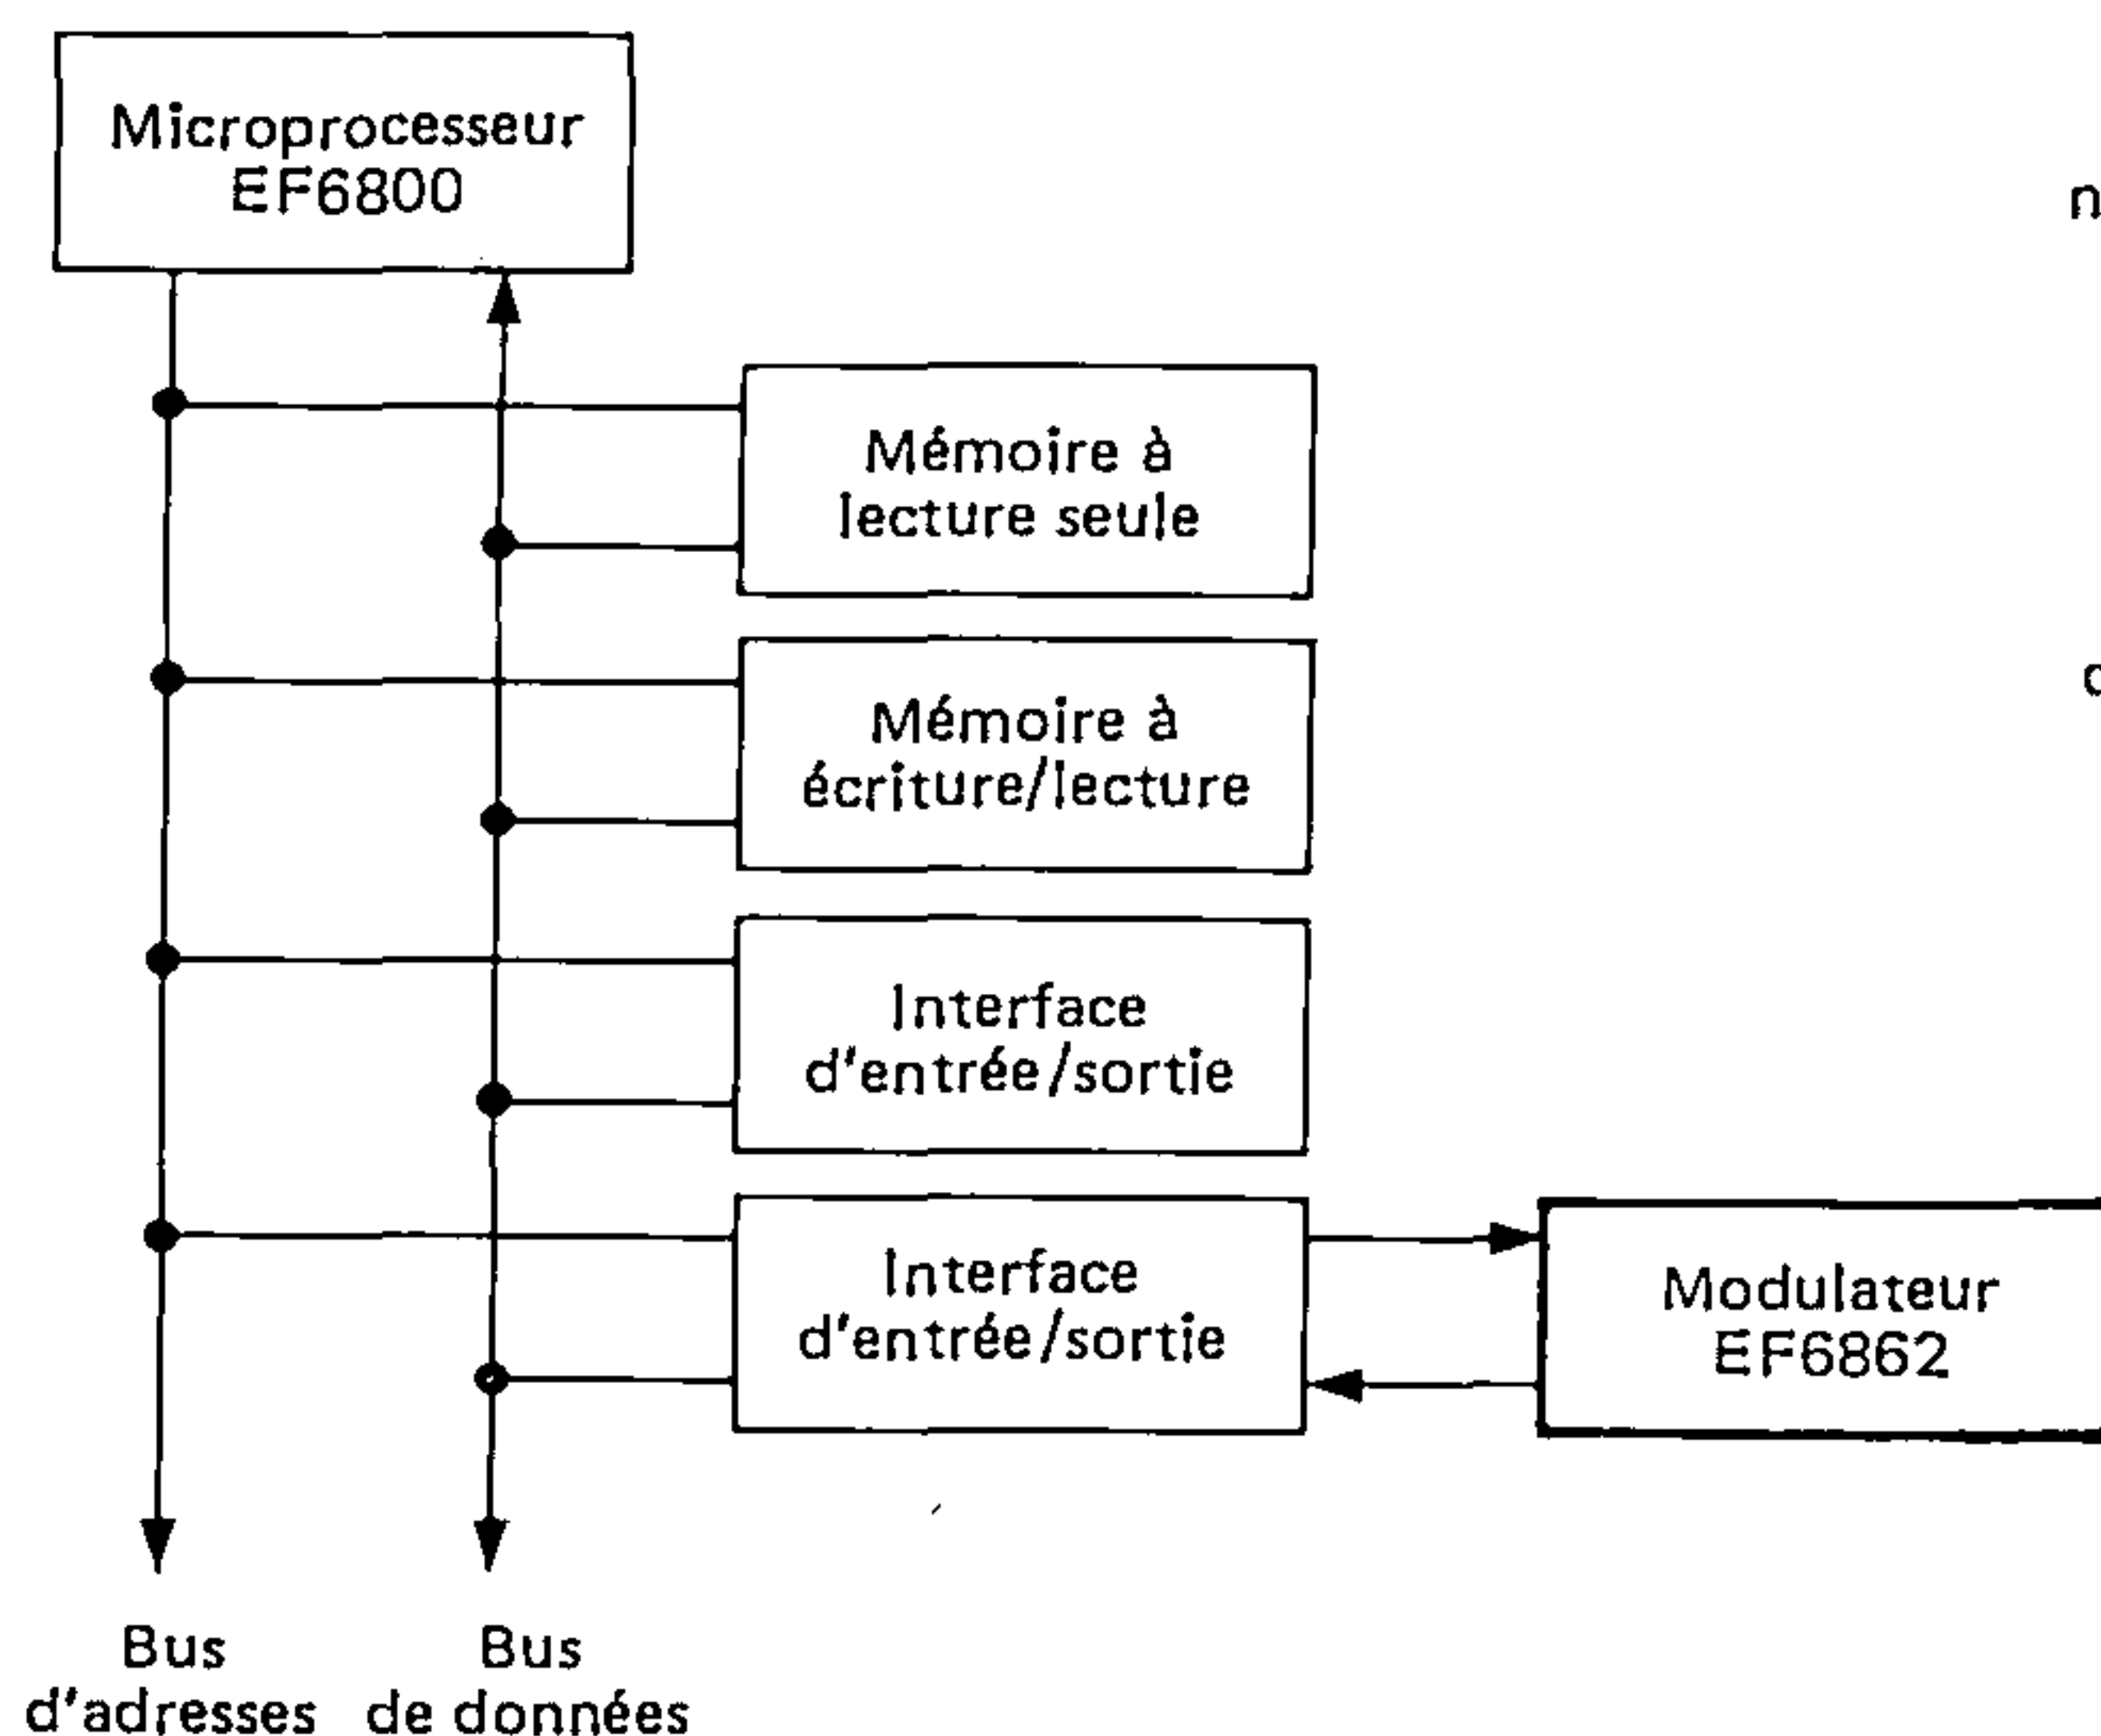 Microprocesseur
EF6800
Mémoire à
lecture seule
Mémoire à
écriture/lecture
Interface
d'entrée/sortie
Interface
d'entrée/sortie
Modulateur
EF6862
Bus
d'adresses
Bus
de données